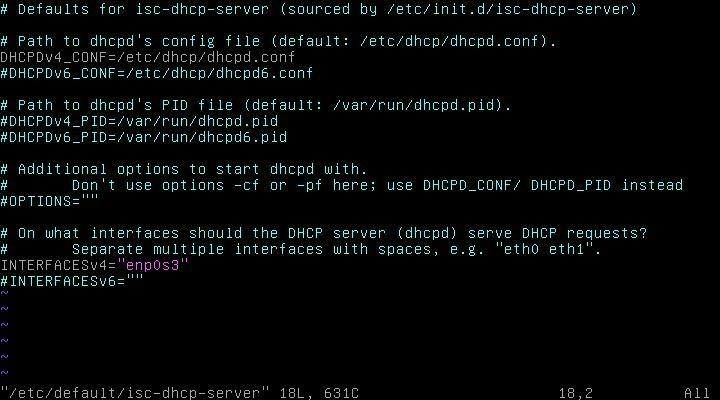 # Defaults for isc-dhcp-server (sourced by /etc/init.d/isc-dhcp-server)
# Path to dhcpd's config file (default: /etc/dhcp/dhcpd.conf).
DHCPDv4_CONF=/etc/dhcp/dhcpd.conf
#DHCPDv6_CONF=/etc/dhcp/dhcpd6.conf
# Path to dhcpd's PID file (default: /var/run/dhcpd.pid).
#DHCPDv4_PID=/var/run/dhcpd.pid
#DHCPDv6_PID=/var/run/dhcpd6.pid
# Additional options to start dhcpd with.
#       Don't use options -cf or -pf here; use DHCPD_CONF/ DHCPD_PID instead
#OPTIONS=""
# On what interfaces should the DHCP server (dhcpd) serve DHCP requests?
#       Separate multiple interfaces with spaces, e.g. "eth0 eth1".
INTERFACESv4="enp0s3"
#INTERFACESv6=""
~
~
~
~
~
~
"/etc/default/isc-dhcp-server" 18L, 631C                         18,2          All